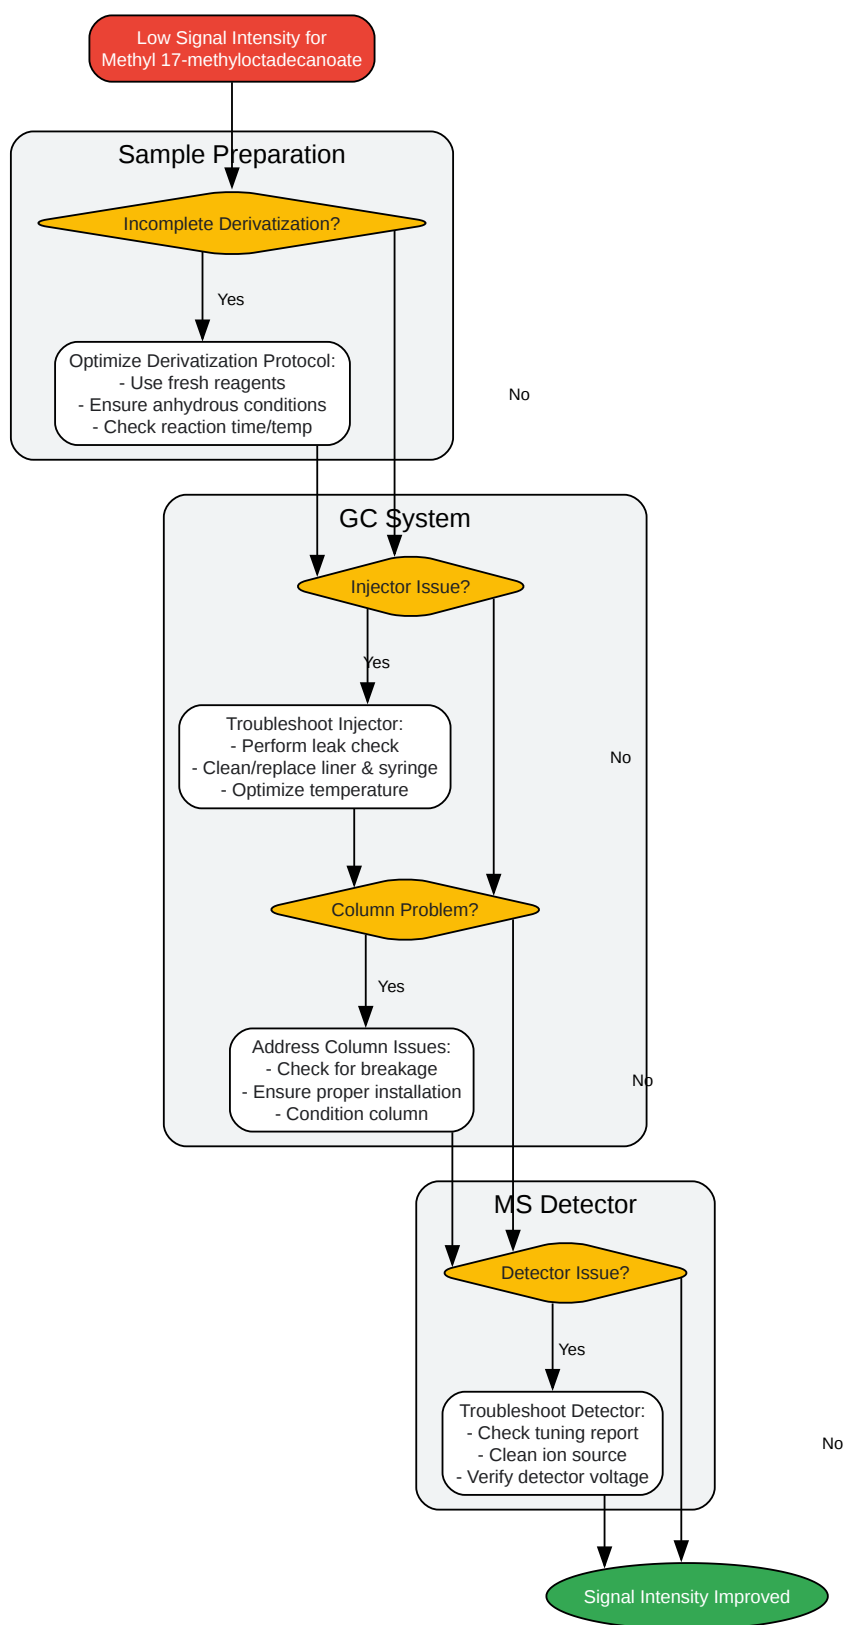 Low Signal Intensity for
Methyl 17-methyloctadecanoate
Sample Preparation
Incomplete Derivatization?
Yes
Optimize Derivatization Protocol:
- Use fresh reagents
- Ensure anhydrous conditions
- Check reaction time/temp
No
GC System
Injector Issue?
Yes
Troubleshoot Injector:
- Perform leak check
- Clean/replace liner & syringe
- Optimize temperature
No
Column Problem?
Yes
Address Column Issues:
- Check for breakage
- Ensure proper installation
- Condition column
No
MS Detector
Detector Issue?
Yes
Troubleshoot Detector:
- Check tuning report
- Clean ion source
- Verify detector voltage
No
Signal Intensity Improved